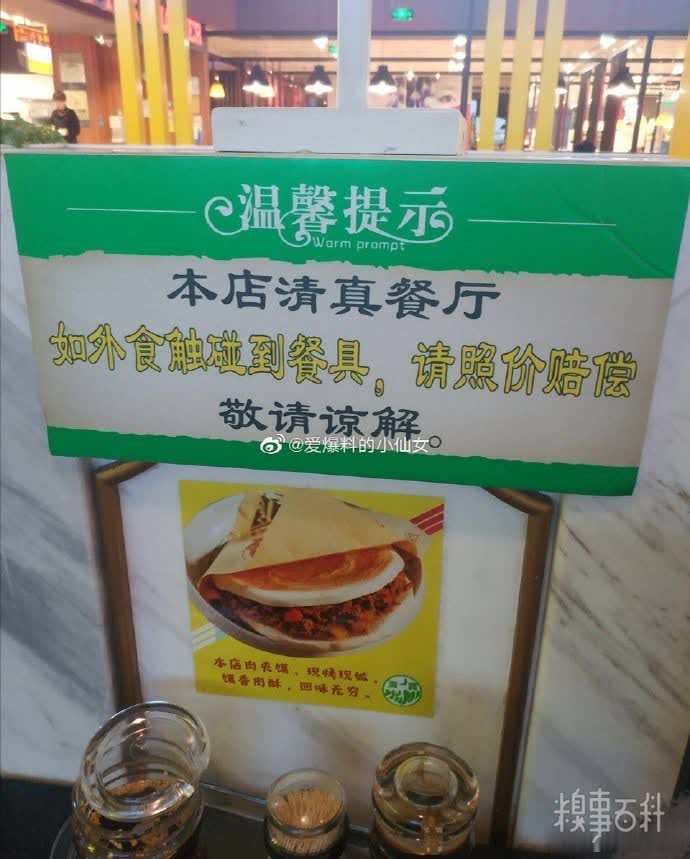 温馨提示
Warm prompt
本店清真餐厅
如外食触碰到餐具，请照价赔偿
敬请谅解。
@爱爆料的小仙女
本店肉夹馍、现烤现做，
馍香肉酥，回味无穷。
糗事百科